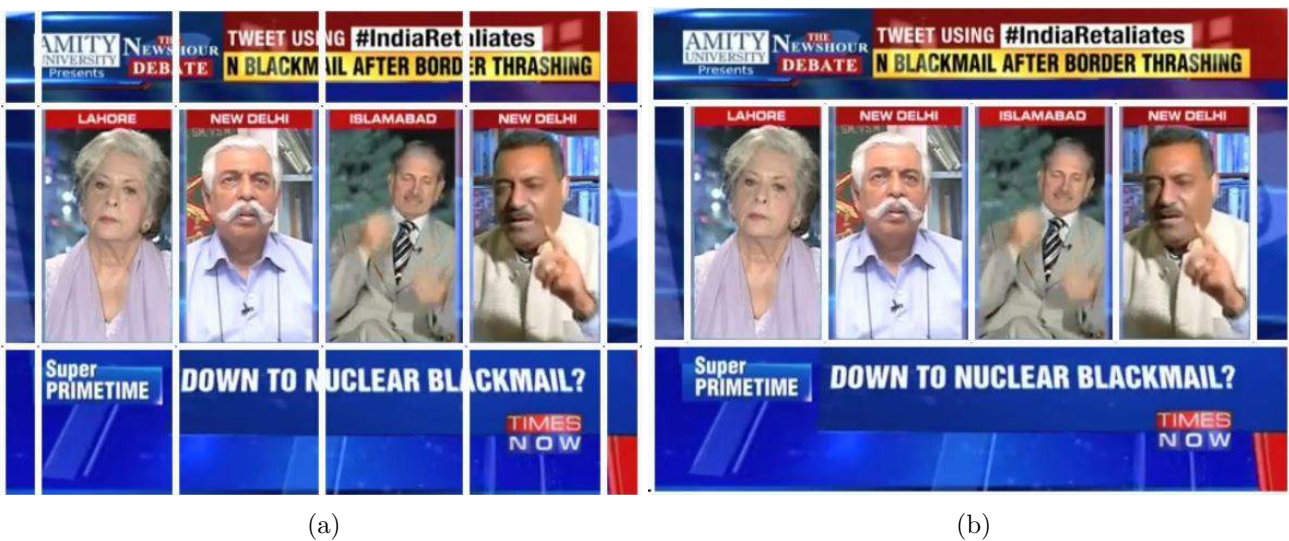 AMITY UNIVERSITY Presents
THE NEWSHOUR DEBATE
TWEET USING #IndiaRetaliates
N BLACKMAIL AFTER BORDER THRASHING
LAHORE NEW DELHI ISLAMABAD NEW DELHI
Super PRIMETIME
DOWN TO NUCLEAR BLACKMAIL?
TIMES NOW
(a)
AMITY UNIVERSITY Presents
THE NEWSHOUR DEBATE
TWEET USING #IndiaRetaliates
N BLACKMAIL AFTER BORDER THRASHING
LAHORE NEW DELHI ISLAMABAD NEW DELHI
Super PRIMETIME
DOWN TO NUCLEAR BLACKMAIL?
TIMES NOW
(b)